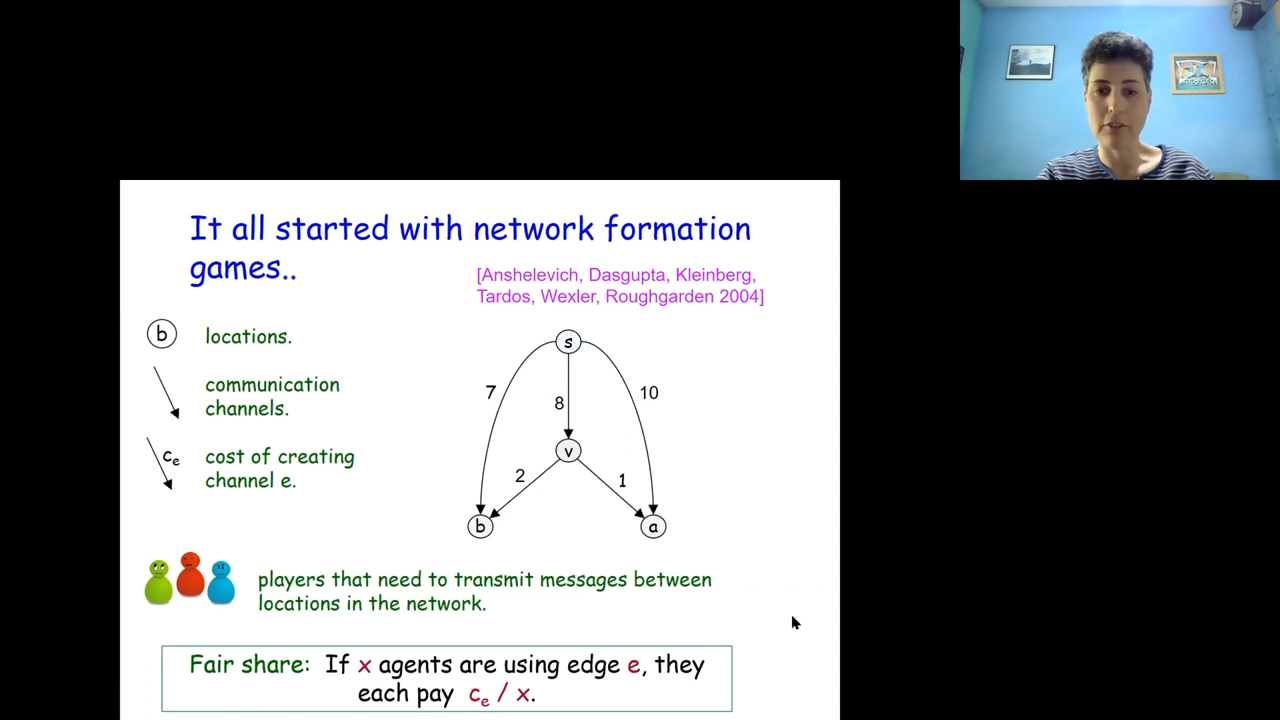 It all started with network formation
games..
[Anshelevich, Dasgupta, Kleinberg,
Tardos, Wexler, Roughgarden 2004]
b
locations.
communication
channels.
cₑ
cost of creating
channel e.
s
7
8
10
v
2
1
b
a
players that need to transmit messages between
locations in the network.
Fair share: If x agents are using edge e, they
each pay cₑ / x.